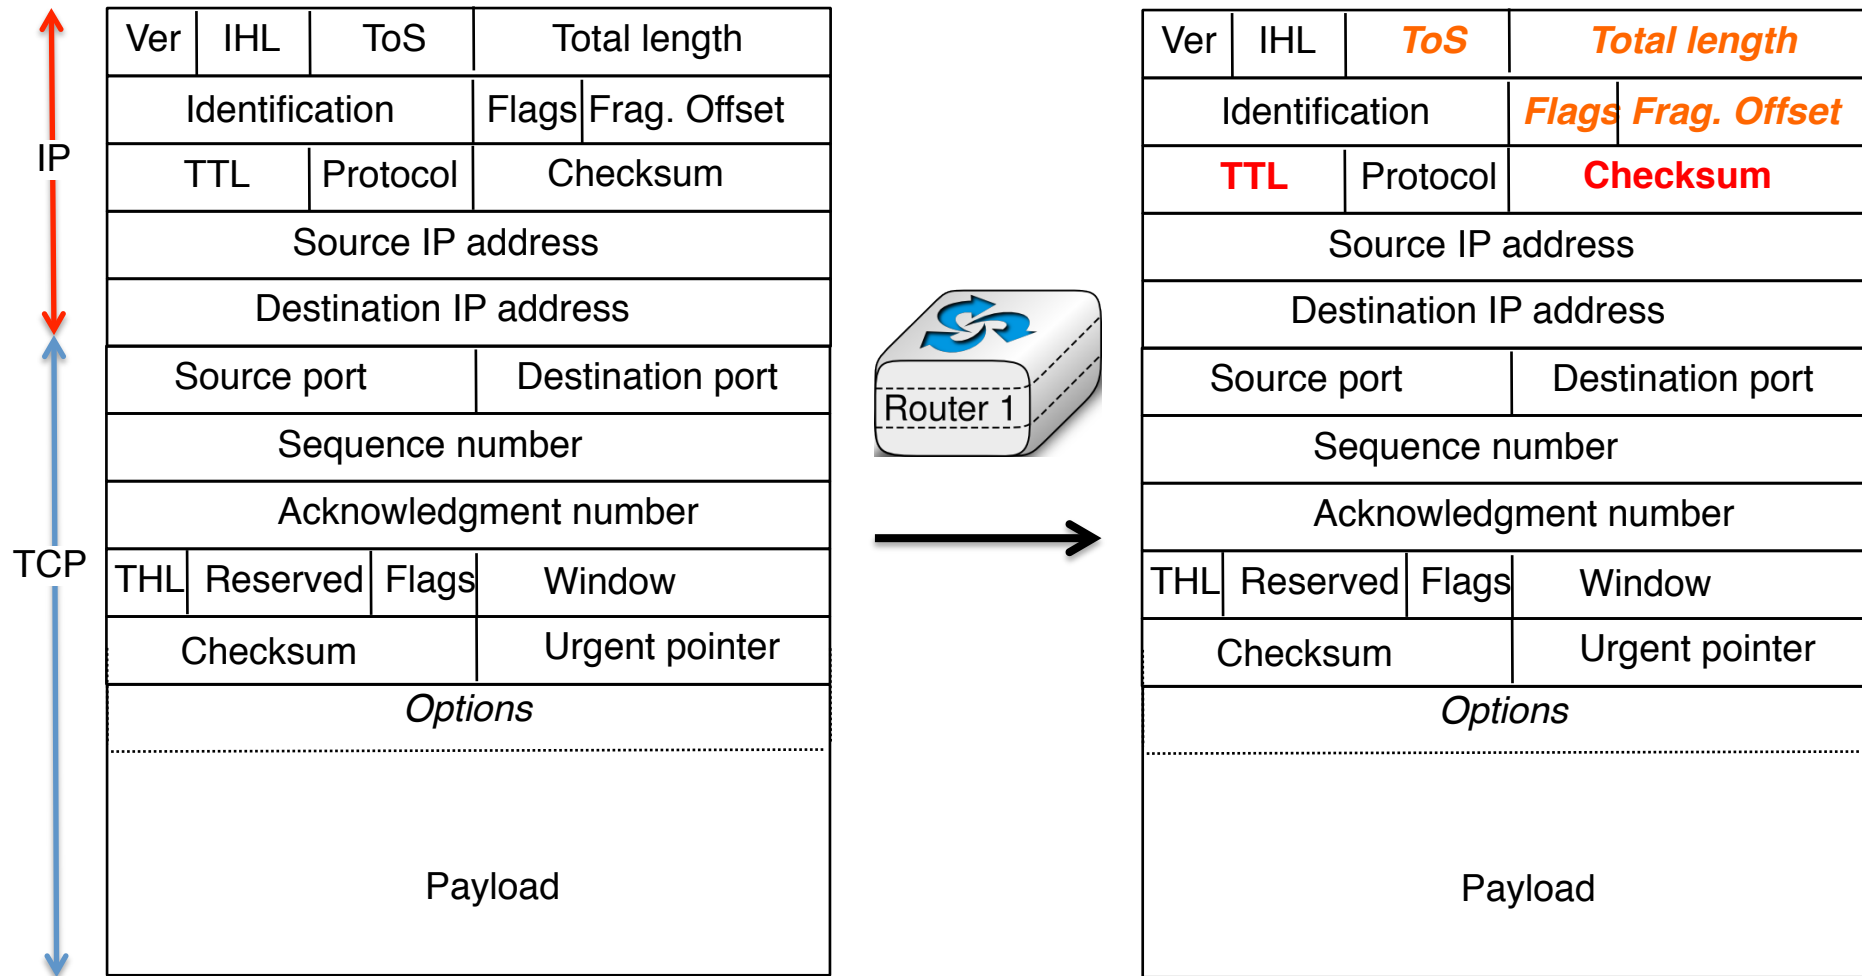 Ver IHL ToS Total length
Identification Flags Frag. Offset
IP
TTL Protocol Checksum
Source IP address
Destination IP address
Source port Destination port
Sequence number
Acknowledgment number
TCP
THL Reserved Flags Window
Checksum Urgent pointer
Options
Payload
Router 1
Ver IHL ToS Total length
Identification Flags Frag. Offset
TTL Protocol Checksum
Source IP address
Destination IP address
Source port Destination port
Sequence number
Acknowledgment number
THL Reserved Flags Window
Checksum Urgent pointer
Options
Payload